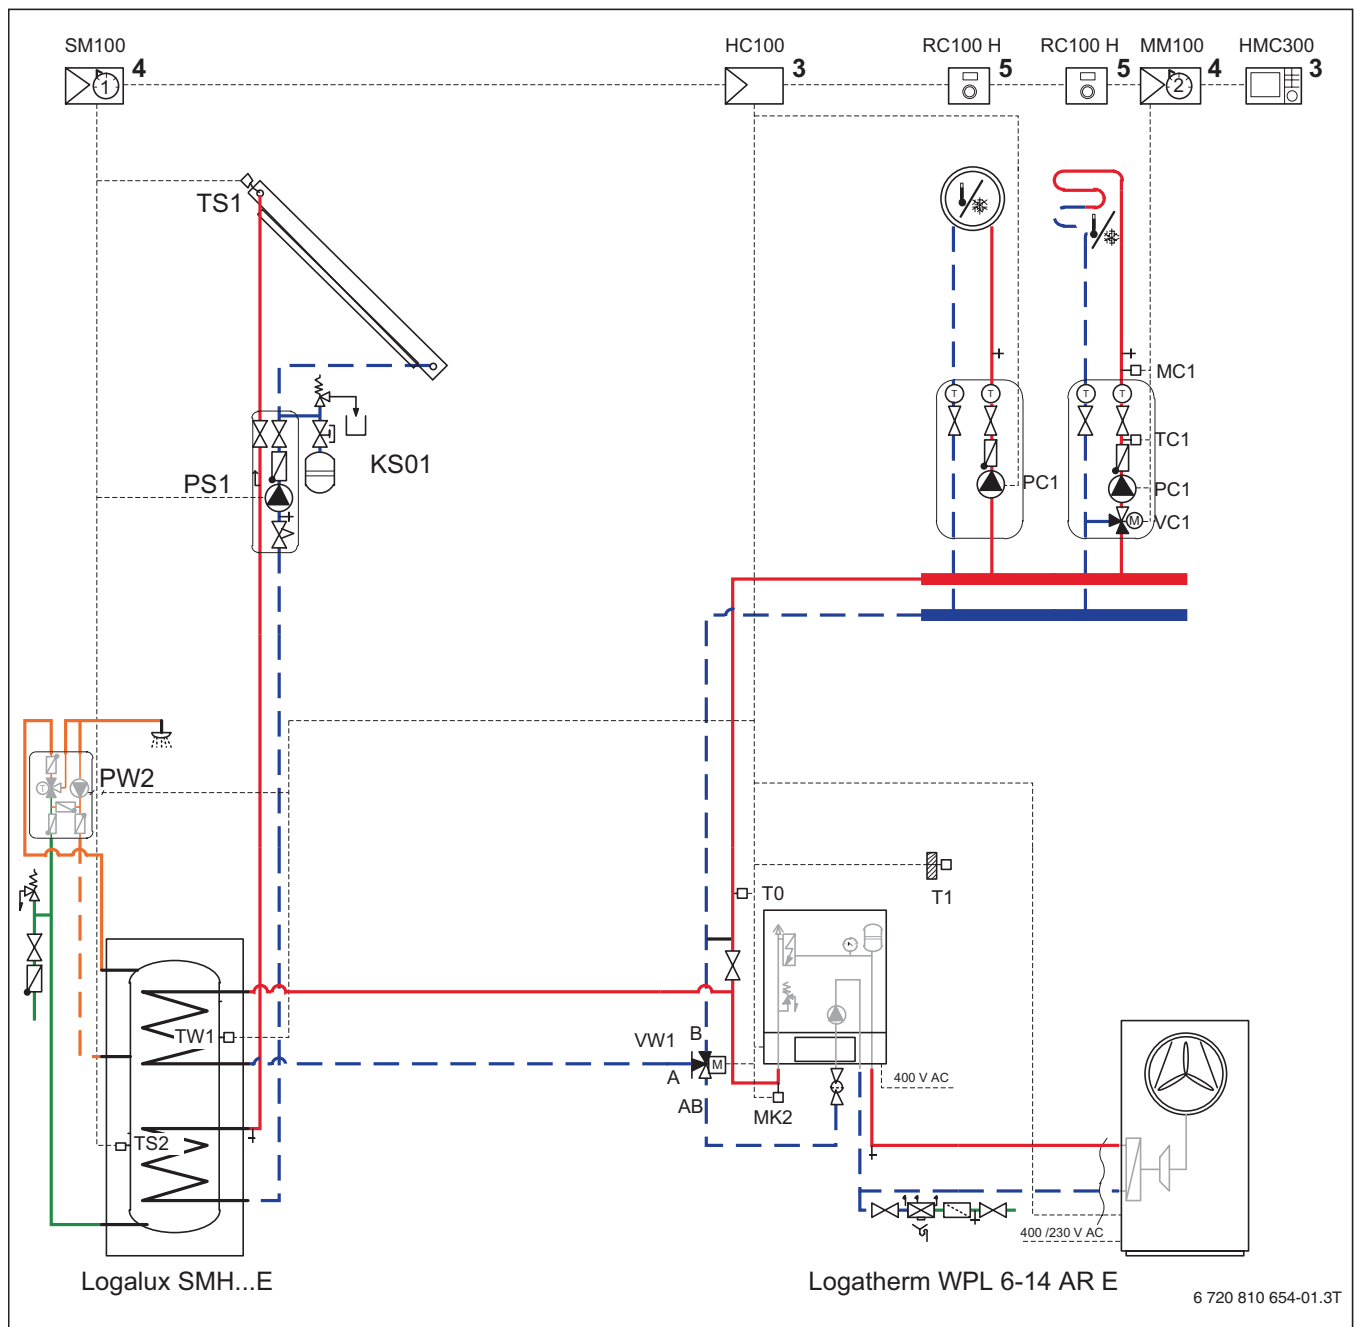 SM100
4
HC100
3
RC100 H
5
RC100 H
5
MM100
4
HMC300
3
1
2
TS1
MC1
T
T
T
T
TC1
KS01
PS1
PC1
PC1
M
VC1
PW2
T
T0
T1
TW1
VW1
B
M
A
AB
MK2
400 V AC
TS2
400 /230 V AC
Logalux SMH...E
Logatherm WPL 6-14 AR E
6 720 810 654-01.3T